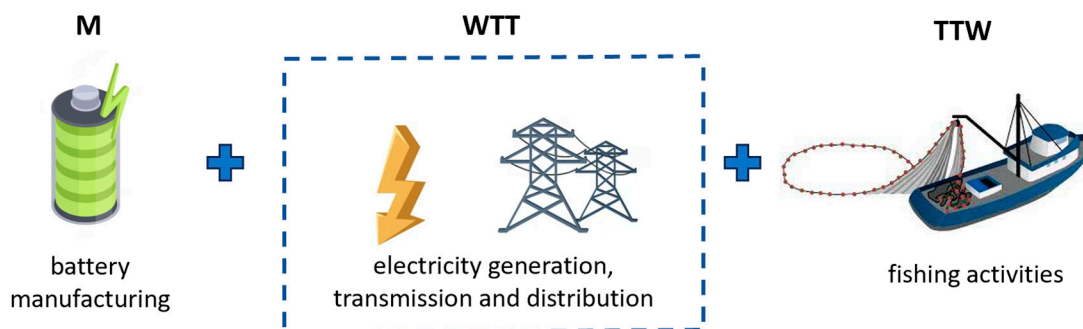 M
WTT
TTW
battery
manufacturing
electricity generation,
transmission and distribution
fishing activities